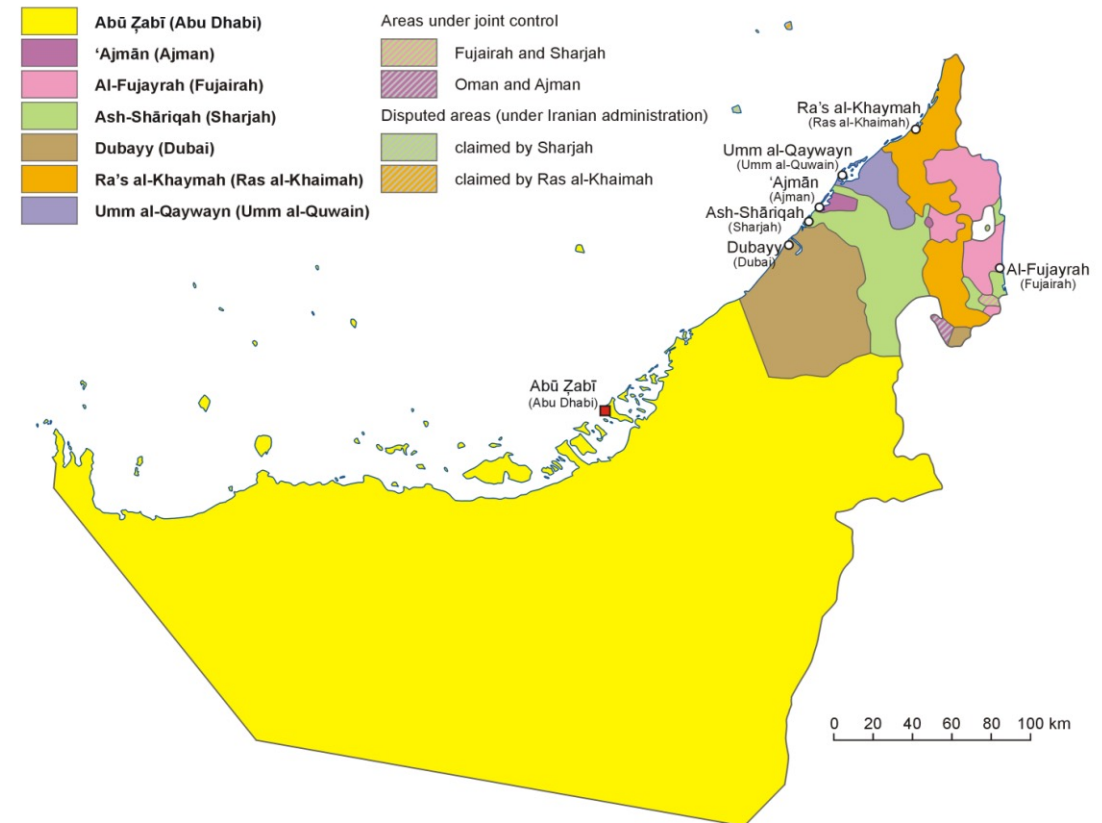 Abū Z̧abī (Abu Dhabi)
‘Ajmān (Ajman)
Al-Fujayrah (Fujairah)
Ash-Shāriqah (Sharjah)
Dubayy (Dubai)
Ra’s al-Khaymah (Ras al-Khaimah)
Umm al-Qaywayn (Umm al-Quwain)
Areas under joint control
Fujairah and Sharjah
Oman and Ajman
Disputed areas (under Iranian administration)
claimed by Sharjah
claimed by Ras al-Khaimah
Ra’s al-Khaymah
(Ras al-Khaimah)
Umm al-Qaywayn
(Umm al-Quwain)
‘Ajmān
(Ajman)
Ash-Shāriqah
(Sharjah)
Dubayy
(Dubai)
Al-Fujayrah
(Fujairah)
Abū Z̧abī
(Abu Dhabi)
0 20 40 60 80 100 km